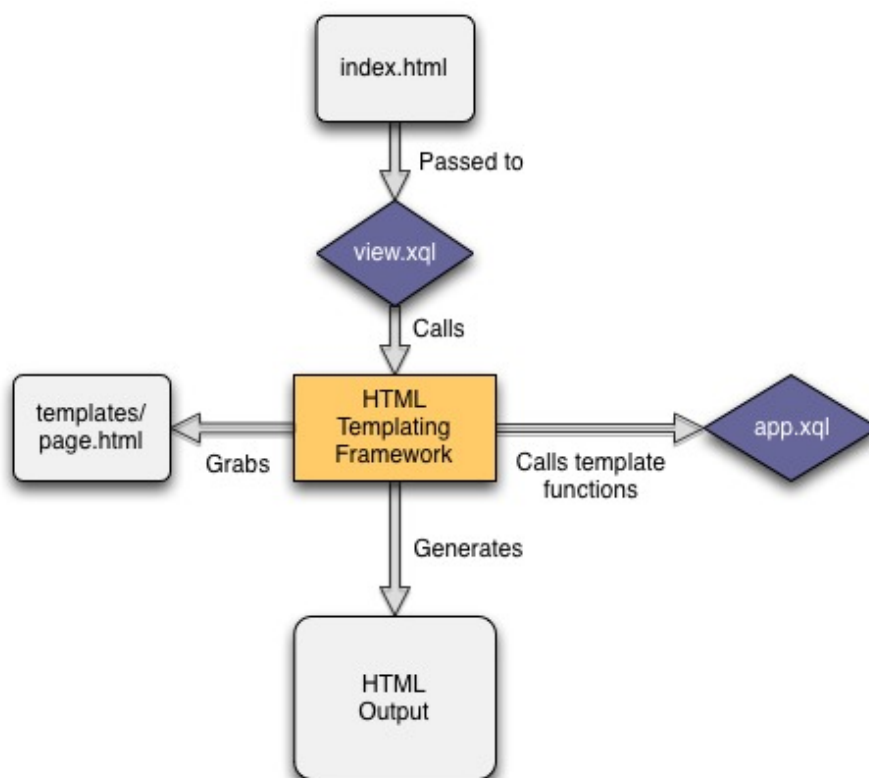 index.html
Passed to
view.xql
Calls
templates/
page.html
Grabs
HTML
Templating
Framework
Calls template
functions
app.xql
Generates
HTML
Output